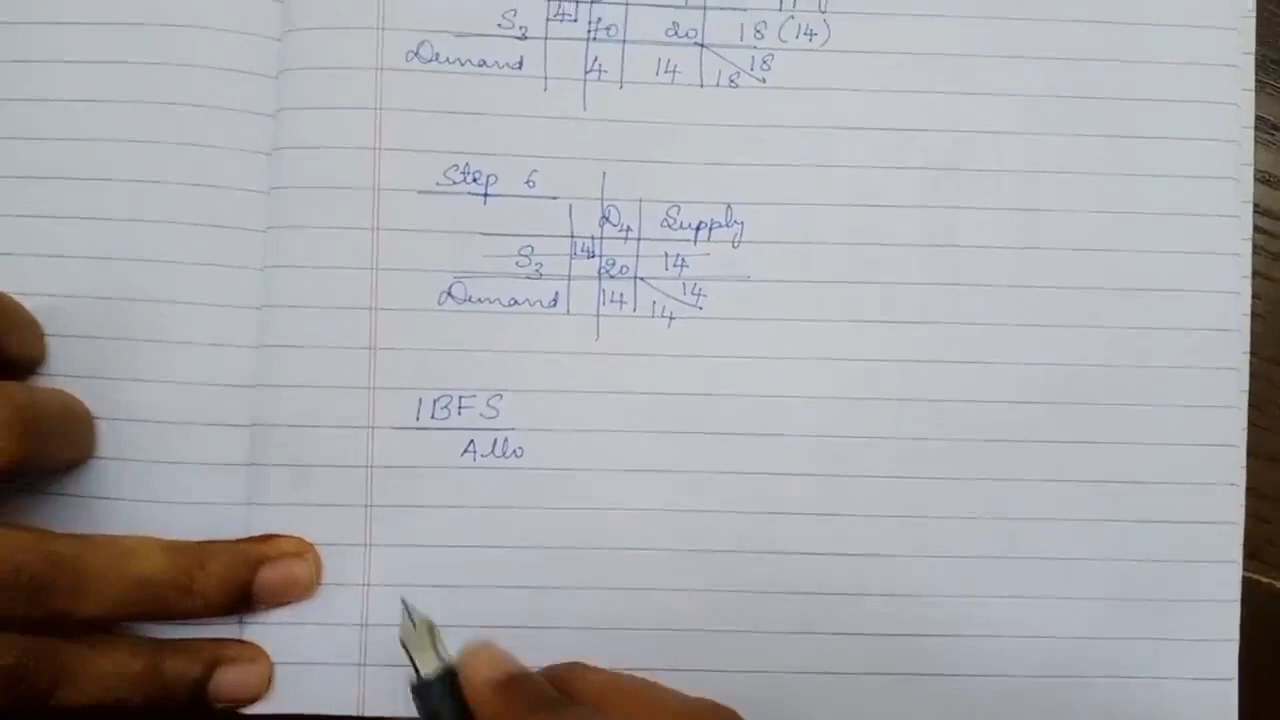 S3 4 10 20 18 (14)
Demand 4 14 18 18
Step 6
D4 Supply
S3 14 20 14
Demand 14 14 14
IBFS
Allo